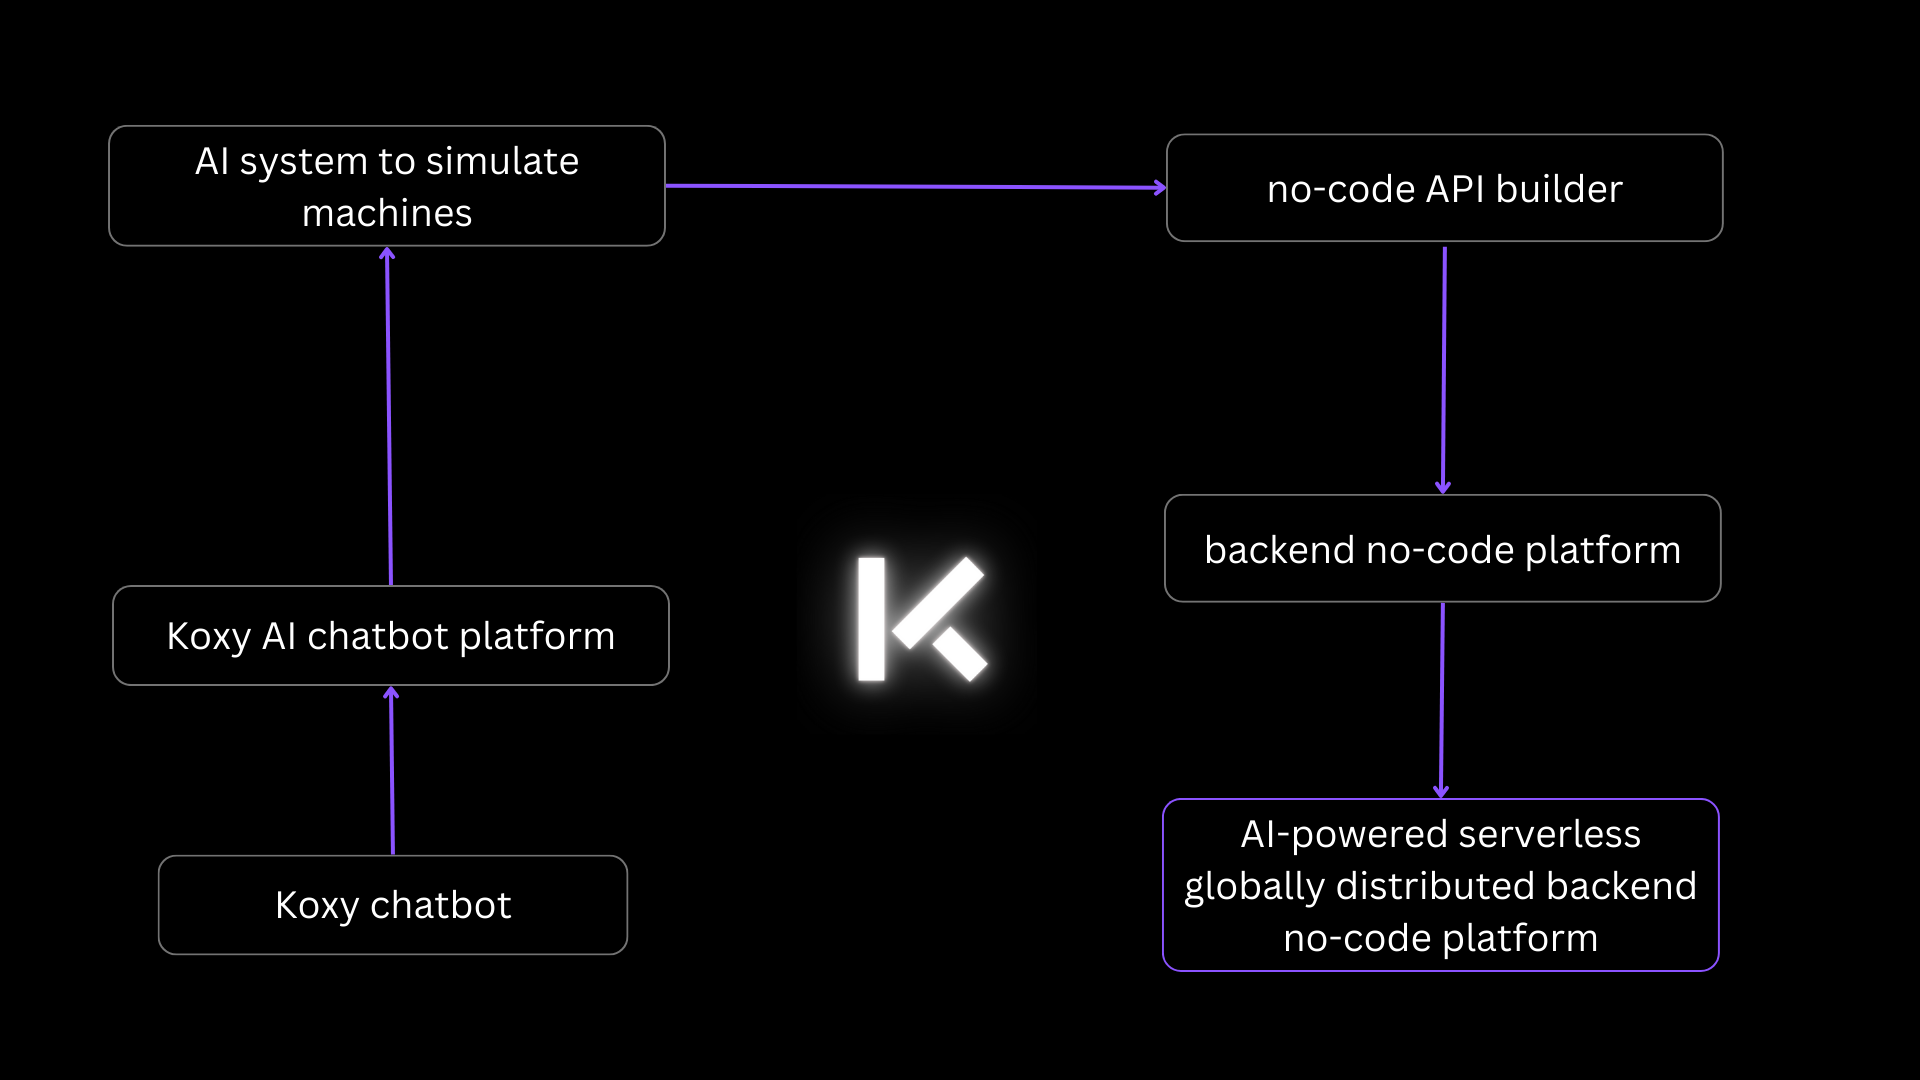 AI system to simulate
machines
no-code API builder
backend no-code platform
Koxy AI chatbot platform
AI-powered serverless
globally distributed backend
no-code platform
Koxy chatbot